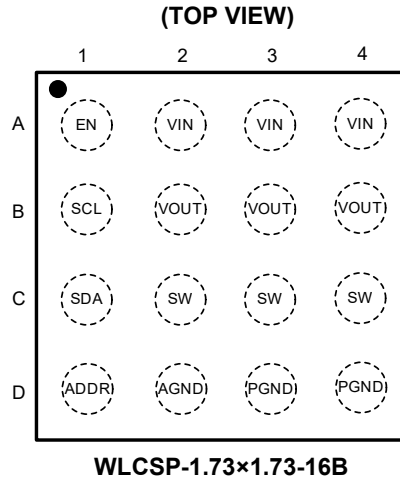 (TOP VIEW)
1 2 3 4
A EN VIN VIN VIN
B SCL VOUT VOUT VOUT
C SDA SW SW SW
D ADDR AGND PGND PGND
WLCSP-1.73×1.73-16B